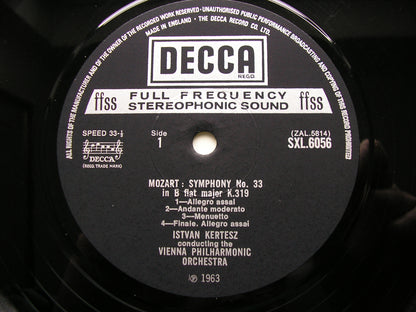 ALL RIGHTS OF THE MANUFACTURER AND OF THE OWNER OF THE RECORDED WORK RESERVED. UNAUTHORISED PUBLIC PERFORMANCE BROADCASTING AND COPYING OF THIS RECORD PROHIBITED
MADE IN ENGLAND · THE DECCA RECORD CO. LTD.
DECCA
REGD.
ffss FULL FREQUENCY STEREOPHONIC SOUND ffss
SPEED 33-⅓
Side
1
(ZAL.5814)
SXL.6056
DECCA
(REGD. TRADE MARK)
MOZART: SYMPHONY No. 33
in B flat major K.319
1—Allegro assai
2—Andante moderato
3—Menuetto
4—Finale. Allegro assai
ISTVAN KERTESZ
conducting the
VIENNA PHILHARMONIC
ORCHESTRA
℗ 1963